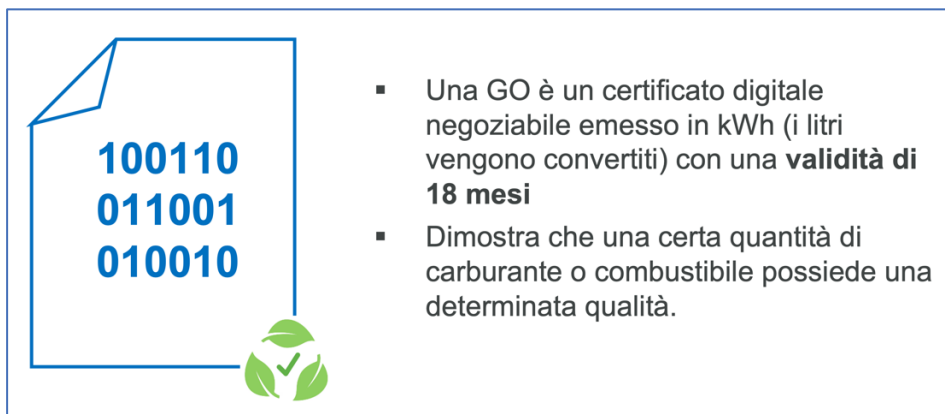 100110
011001
010010
▪ Una GO è un certificato digitale
negoziabile emesso in kWh (i litri
vengono convertiti) con una validità di
18 mesi
▪ Dimostra che una certa quantità di
carburante o combustibile possiede una
determinata qualità.